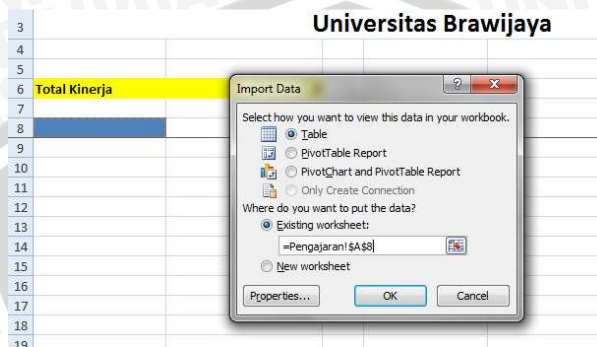 3
Universitas Brawijaya
4
5
6 Total Kinerja
Import Data
7
Select how you want to view this data in your workbook.
8
Table
9
PivotTable Report
10
PivotChart and PivotTable Report
11
Only Create Connection
12
Where do you want to put the data?
13
Existing worksheet:
14
=Pengajaran!$A$8
15
New worksheet
16
Properties... OK Cancel
17
18
19